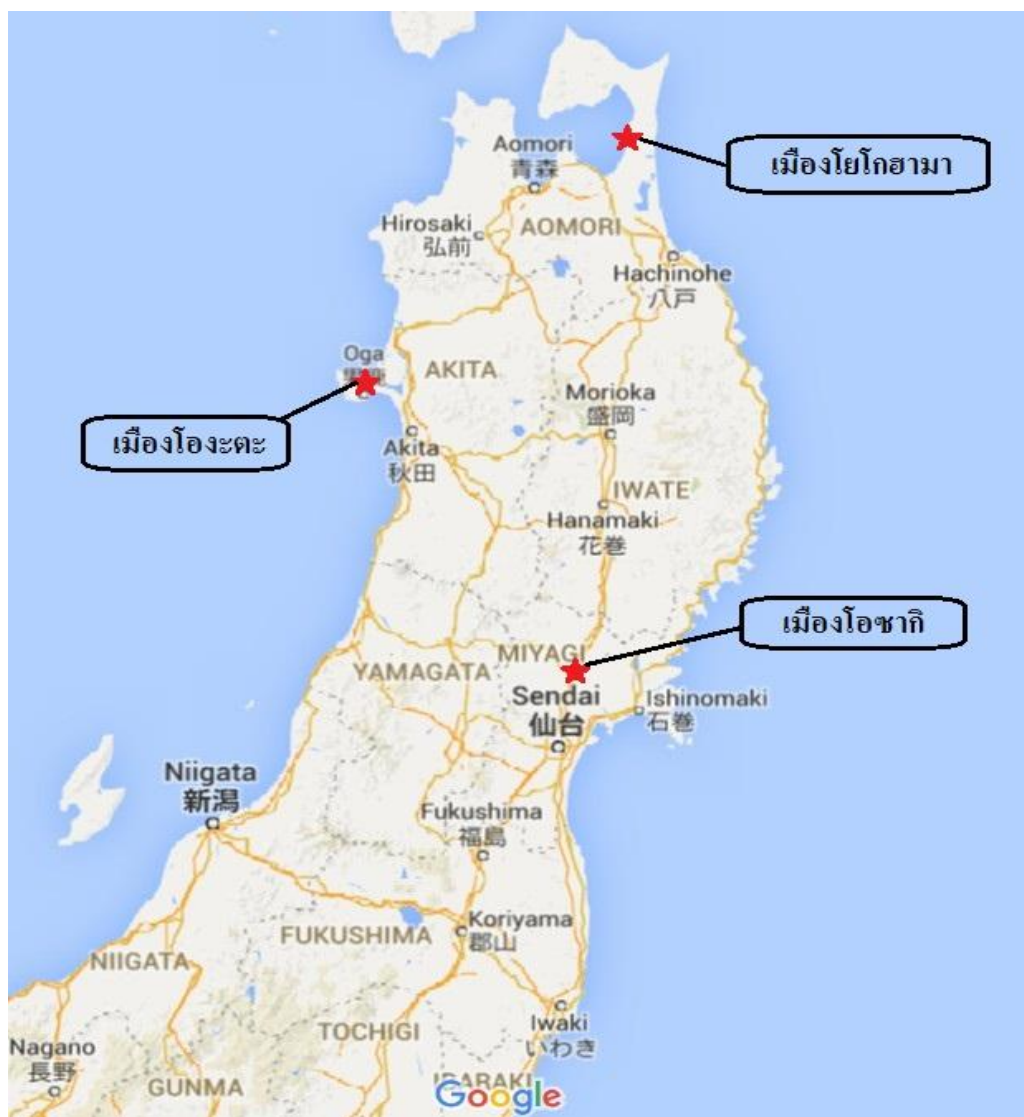 Aomori
青森
เมืองโยโกฮามา
Hirosaki
弘前
AOMORI
Hachinohe
八戸
Oga
AKITA
Morioka
盛岡
เมืองโองะตะ
Akita
秋田
IWATE
Hanamaki
花巻
เมืองโอซากิ
MIYAGI
YAMAGATA
Sendai
仙台
Ishinomaki
石巻
Niigata
新潟
Fukushima
福島
Koriyama
郡山
FUKUSHIMA
NIIGATA
Iwaki
いわき
TOCHIGI
Nagano
長野
GUNMA
IBARAKI
Google